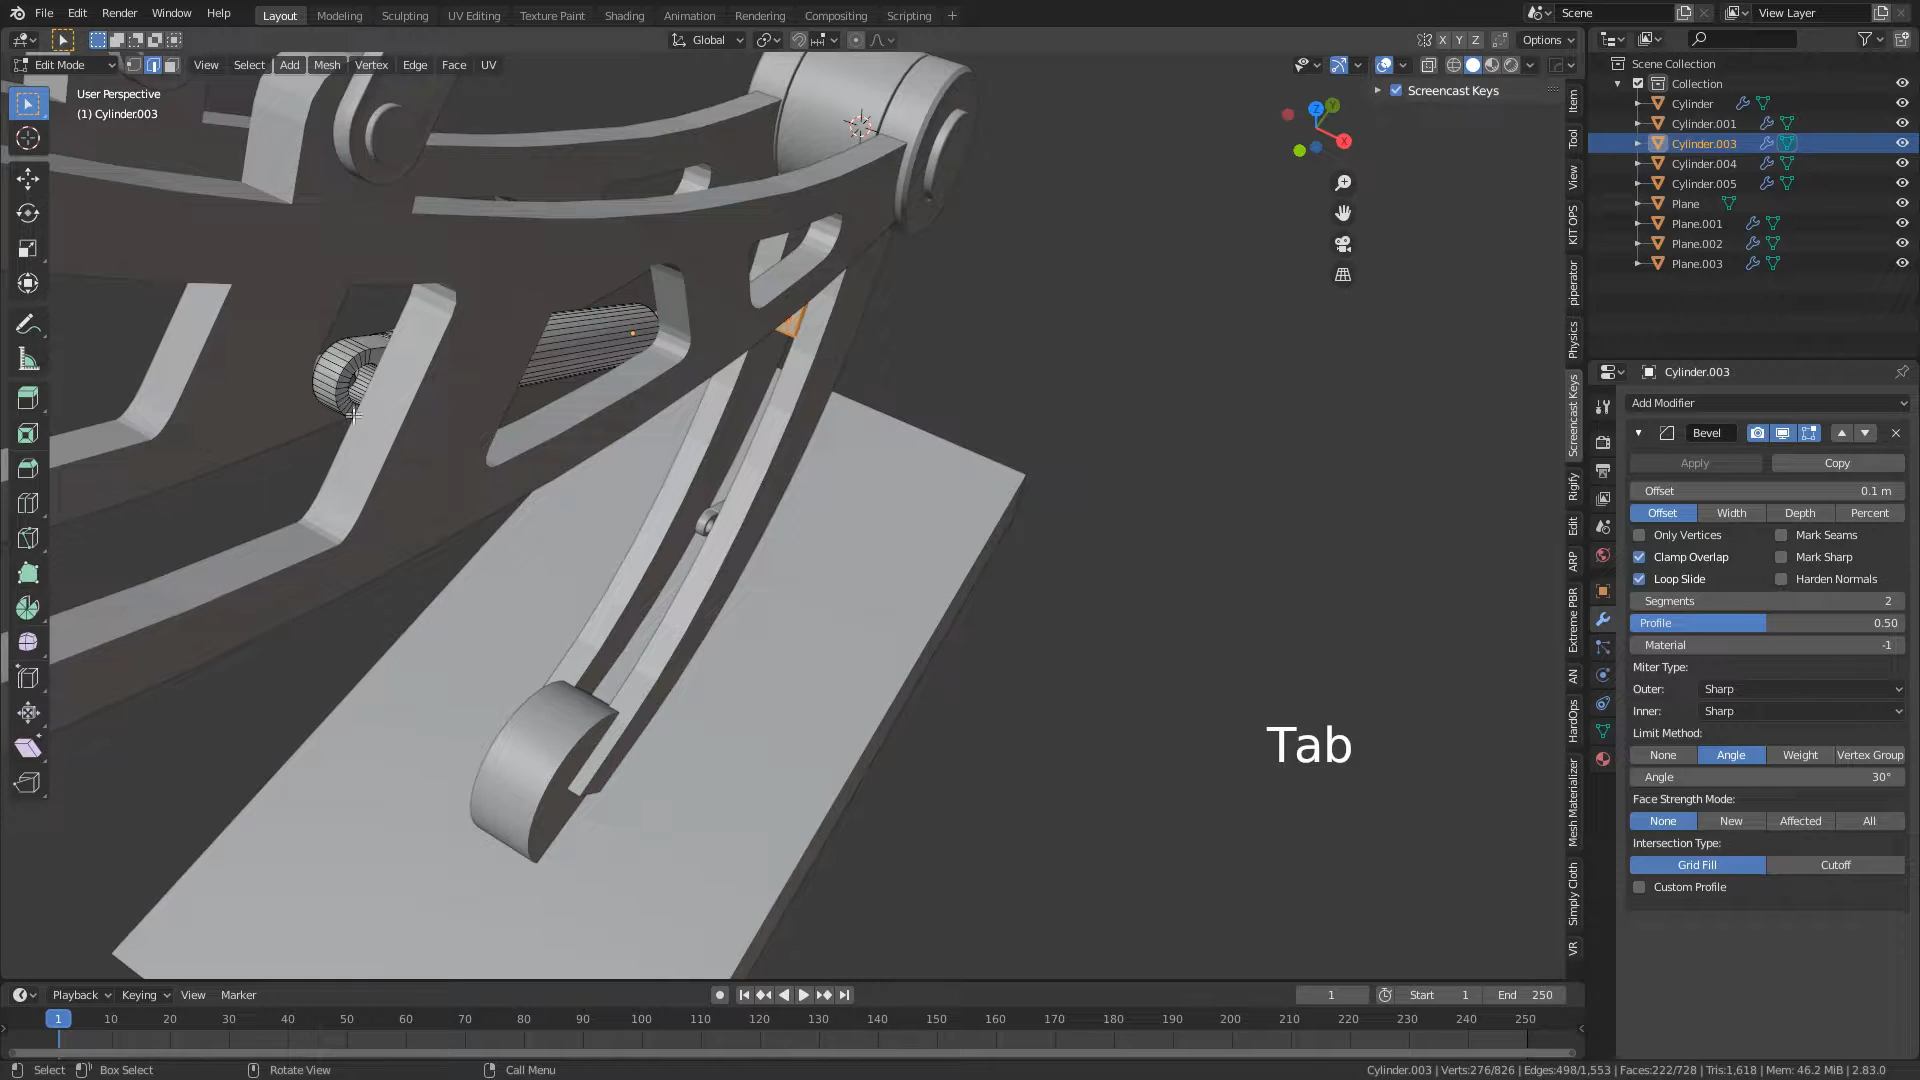 File Edit Render Window Help
Layout Modeling Sculpting UV Editing Texture Paint Shading Animation Rendering Compositing Scripting +
Scene
View Layer
Global
X Y Z
Options
Edit Mode
View Select Add Mesh Vertex Edge Face UV
User Perspective
(1) Cylinder.003
Screencast Keys
Z
Y
X
Item
Tool
View
KIT OPS
piperator
Physics
Screencast Keys
Rigify
Edit
ARP
Extreme PBR
AN
HardOps
Mesh Materializer
Simply Cloth
VR
Tab
Scene Collection
Collection
Cylinder
Cylinder.001
Cylinder.003
Cylinder.004
Cylinder.005
Plane
Plane.001
Plane.002
Plane.003
Cylinder.003
Add Modifier
Bevel
Apply Copy
Offset 0.1 m
Offset Width Depth Percent
Only Vertices Mark Seams
Clamp Overlap Mark Sharp
Loop Slide Harden Normals
Segments 2
Profile 0.50
Material -1
Miter Type:
Outer: Sharp
Inner: Sharp
Limit Method:
None Angle Weight Vertex Group
Angle 30°
Face Strength Mode:
None New Affected All
Intersection Type:
Grid Fill Cutoff
Custom Profile
Playback Keying View Marker
1 Start 1 End 250
1 10 20 30 40 50 60 70 80 90 100 110 120 130 140 150 160 170 180 190 200 210 220 230 240 250
Select Box Select Rotate View Call Menu
Cylinder.003 | Verts:276/826 | Edges:498/1,553 | Faces:222/728 | Tris:1,618 | Mem: 46.2 MiB | 2.83.0